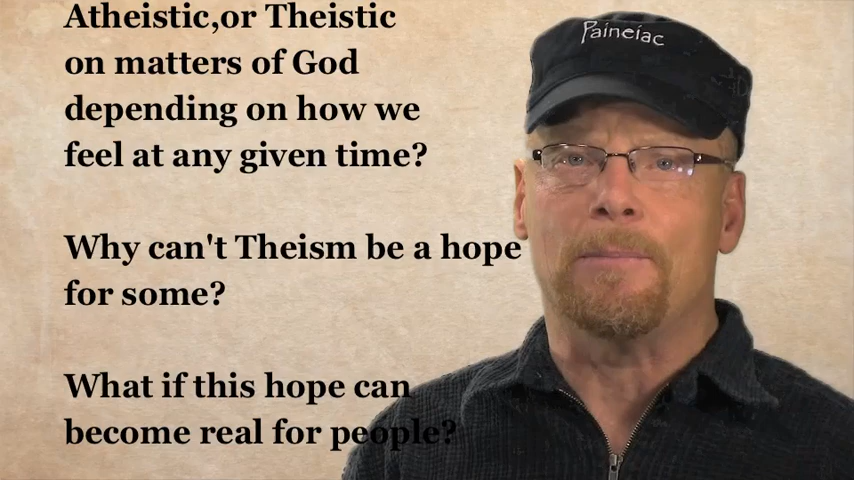 Atheistic,or Theistic
on matters of God
depending on how we
feel at any given time?
Why can't Theism be a hope
for some?
What if this hope can
become real for people?
Paineiac